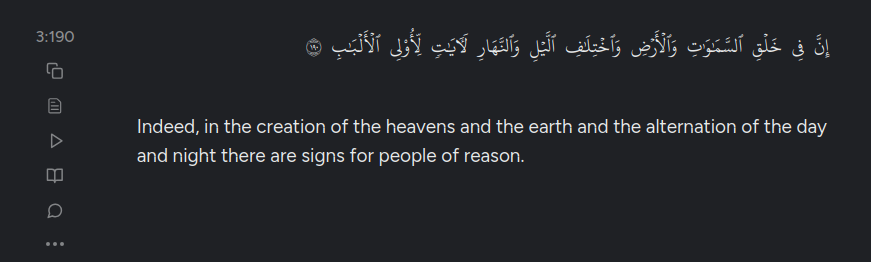 3:190
إِنَّ فِى خَلْقِ ٱلسَّمَـٰوَٰتِ وَٱلْأَرْضِ وَٱخْتِلَـٰفِ ٱلَّيْلِ وَٱلنَّهَارِ لَـَٔايَـٰتٍۢ لِّأُو۟لِى ٱلْأَلْبَـٰبِ ١٩٠
Indeed, in the creation of the heavens and the earth and the alternation of the day
and night there are signs for people of reason.